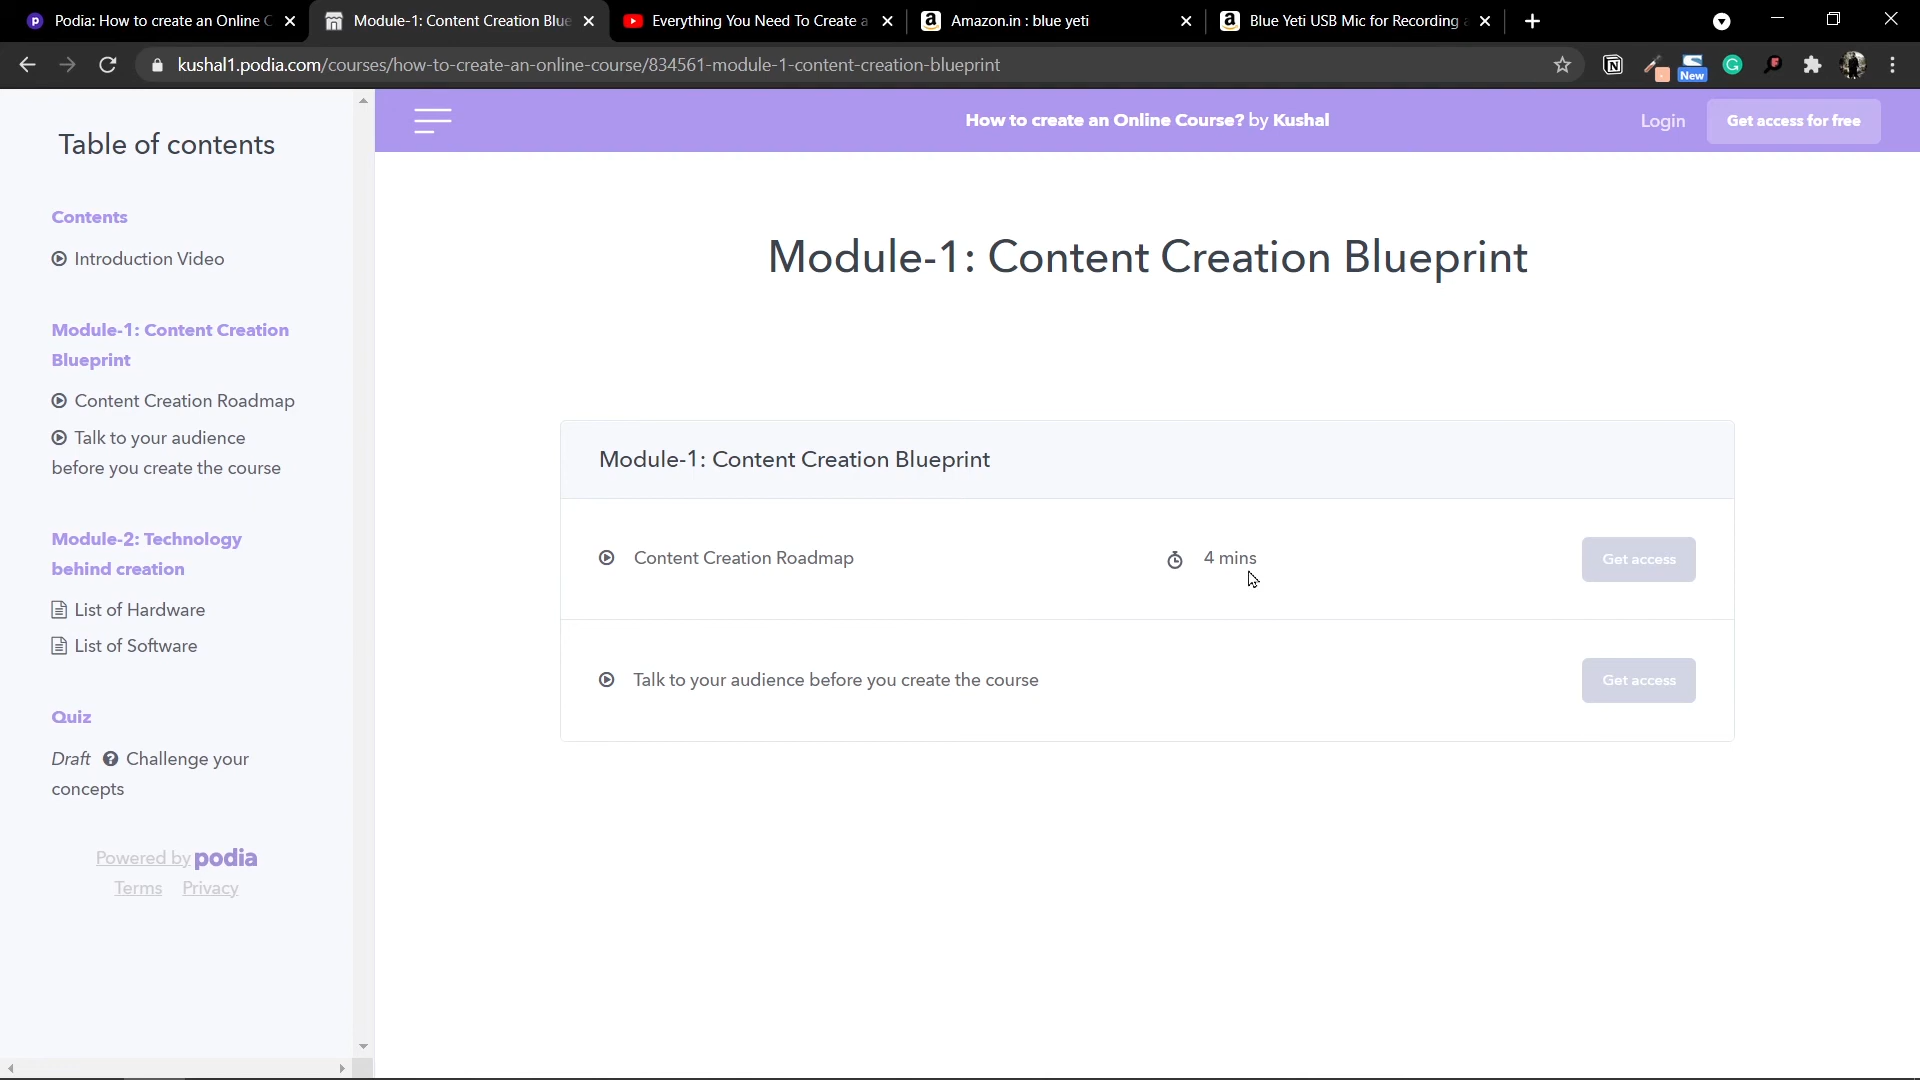 Podia: How to create an Online C
Module-1: Content Creation Blue
Everything You Need To Create a
Amazon.in : blue yeti
Blue Yeti USB Mic for Recording
kushal1.podia.com/courses/how-to-create-an-online-course/834561-module-1-content-creation-blueprint
New
Table of contents
Contents
Introduction Video
Module-1: Content Creation
Blueprint
Content Creation Roadmap
Talk to your audience
before you create the course
Module-2: Technology
behind creation
List of Hardware
List of Software
Quiz
Draft Challenge your
concepts
Powered by podia
Terms Privacy
How to create an Online Course? by Kushal
Login
Get access for free
Module-1: Content Creation Blueprint
Module-1: Content Creation Blueprint
Content Creation Roadmap
4 mins
Get access
Talk to your audience before you create the course
Get access